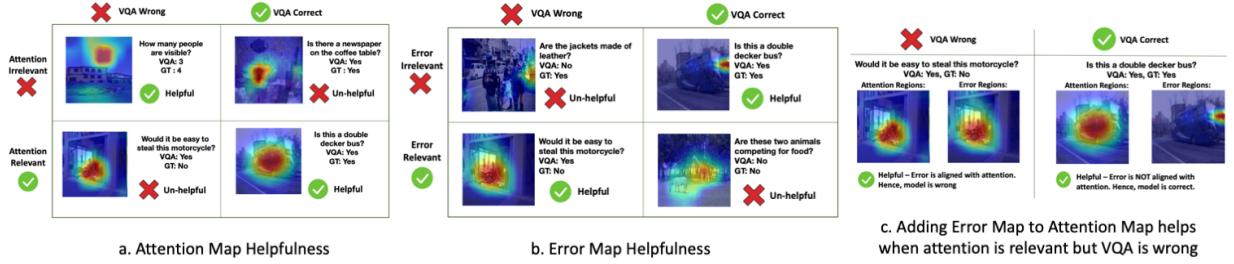 VQA Wrong
VQA Correct
Attention
Irrelevant
How many people
are visible?
VQA: 3
GT : 4
Helpful
Is there a newspaper
on the coffee table?
VQA: Yes
GT : Yes
Un-helpful
Attention
Relevant
Would it be easy to
steal this motorcycle?
VQA: Yes
GT: No
Un-helpful
Is this a double
decker bus?
VQA: Yes
GT: Yes
Helpful
a. Attention Map Helpfulness
VQA Wrong
VQA Correct
Error
Irrelevant
Are the jackets made of
leather?
VQA: No
GT: Yes
Un-helpful
Is this a double
decker bus?
VQA: Yes
GT: Yes
Helpful
Error
Relevant
Would it be easy to
steal this motorcycle?
VQA: Yes
GT: No
Helpful
Are these two animals
competing for food?
VQA: No
GT: No
Un-helpful
b. Error Map Helpfulness
VQA Wrong
VQA Correct
Would it be easy to steal this motorcycle?
VQA: Yes, GT: No
Attention Regions:
Error Regions:
Helpful – Error is aligned with attention.
Hence, model is wrong
Is this a double decker bus?
VQA: Yes, GT: Yes
Attention Regions:
Error Regions:
Helpful – Error is NOT aligned with
attention. Hence, model is correct.
c. Adding Error Map to Attention Map helps
when attention is relevant but VQA is wrong